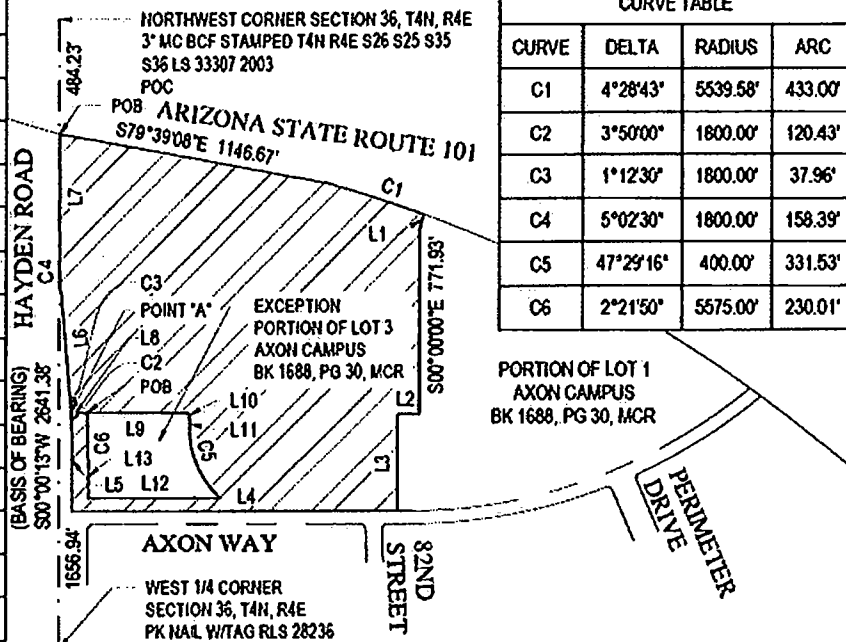 NORTHWEST CORNER SECTION 36, T4N, R4E
3" MC BCF STAMPED T4N R4E S26 S25 S35
S36 LS 33307 2003
POC
484.23'
POB
ARIZONA STATE ROUTE 101
S79°39'08"E 1146.67'
C1
L1
L7
HAYDEN ROAD
C4
S00°00'00"E 771.93'
C3
POINT "A"
L8
C2
POB
L6
EXCEPTION
PORTION OF LOT 3
AXON CAMPUS
BK 1688, PG 30, MCR
(BASIS OF BEARING)
S00°00'13"W 2641.38'
L2
L10
L11
L9
L13
L12
C6
C5
L5
L3
L4
AXON WAY
82ND
STREET
PERIMETER
DRIVE
1656.94'
WEST 1/4 CORNER
SECTION 36, T4N, R4E
PK NAIL W/TAG RLS 28236
PORTION OF LOT 1
AXON CAMPUS
BK 1688, PG 30, MCR
CURVE TABLE
CURVE DELTA RADIUS ARC
C1 4°28'43" 5539.58' 433.00'
C2 3°50'00" 1800.00' 120.43'
C3 1°12'30" 1800.00' 37.96'
C4 5°02'30" 1800.00' 158.39'
C5 47°29'16" 400.00' 331.53'
C6 2°21'50" 5575.00' 230.01'